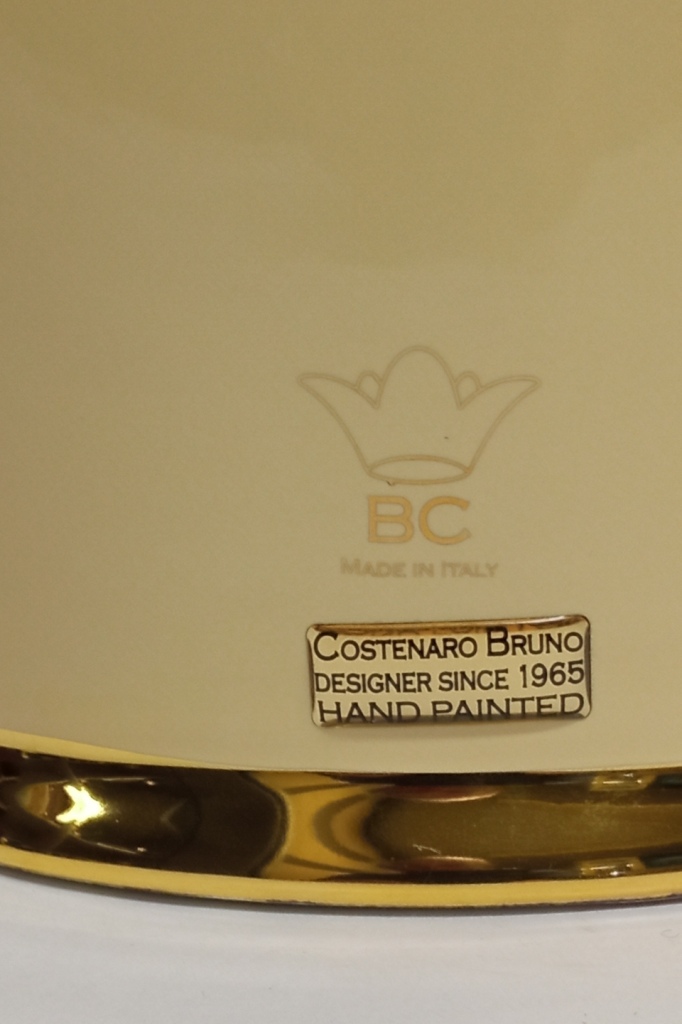 BC
MADE IN ITALY
COSTENARO BRUNO
DESIGNER SINCE 1965
HAND PAINTED